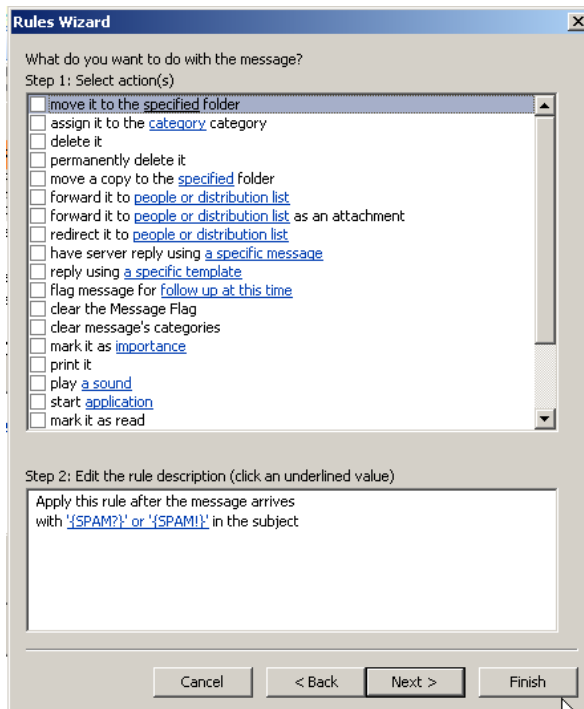 Rules Wizard
What do you want to do with the message?
Step 1: Select action(s)
move it to the specified folder
assign it to the category category
delete it
permanently delete it
move a copy to the specified folder
forward it to people or distribution list
forward it to people or distribution list as an attachment
redirect it to people or distribution list
have server reply using a specific message
reply using a specific template
flag message for follow up at this time
clear the Message Flag
clear message's categories
mark it as importance
print it
play a sound
start application
mark it as read
Step 2: Edit the rule description (click an underlined value)
Apply this rule after the message arrives
with '{SPAM?}' or '{SPAM!}' in the subject
Cancel < Back Next > Finish